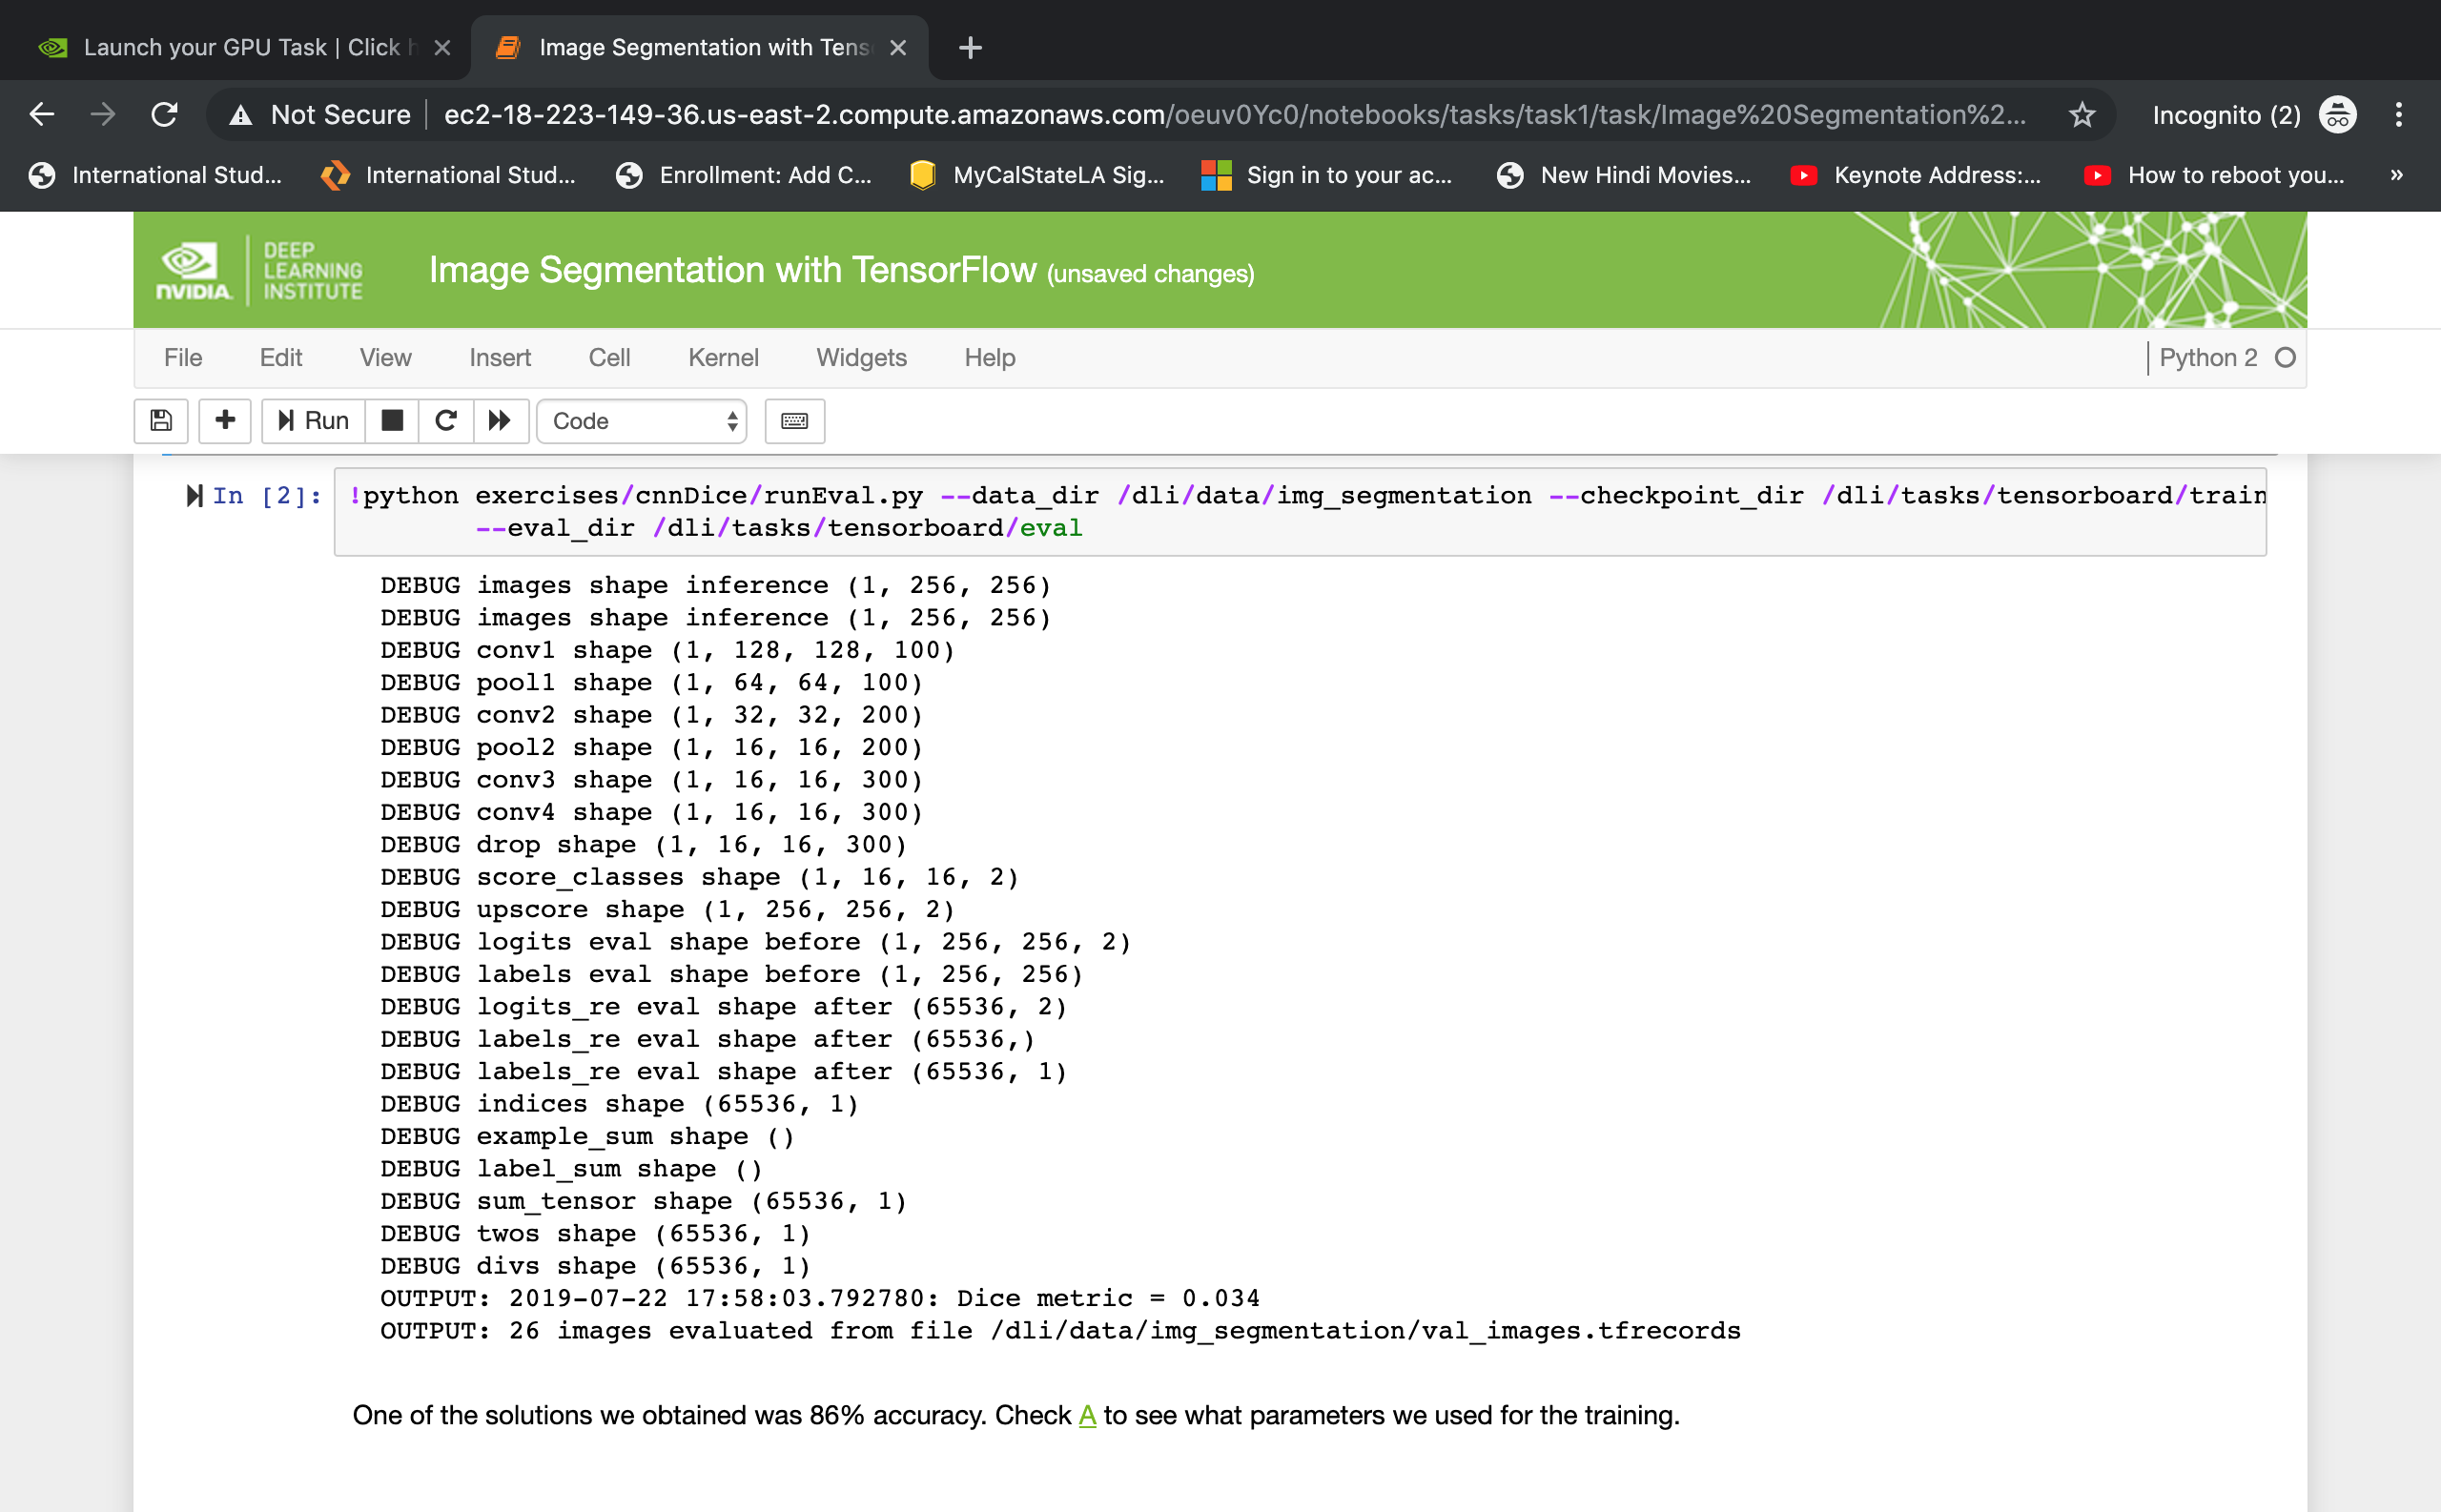 Launch your GPU Task | Click h
Image Segmentation with Tens
Not Secure
ec2-18-223-149-36.us-east-2.compute.amazonaws.com/oeuv0Yc0/notebooks/tasks/task1/task/Image%20Segmentation%2...
Incognito (2)
International Stud...
International Stud...
Enrollment: Add C...
MyCalStateLA Sig...
Sign in to your ac...
New Hindi Movies...
Keynote Address:...
How to reboot you...
»
NVIDIA.
DEEP
LEARNING
INSTITUTE
Image Segmentation with TensorFlow (unsaved changes)
File Edit View Insert Cell Kernel Widgets Help
Python 2
Run
Code
In [2]:
!python exercises/cnnDice/runEval.py --data_dir /dli/data/img_segmentation --checkpoint_dir /dli/tasks/tensorboard/train
--eval_dir /dli/tasks/tensorboard/eval
DEBUG images shape inference (1, 256, 256)
DEBUG images shape inference (1, 256, 256)
DEBUG conv1 shape (1, 128, 128, 100)
DEBUG pool1 shape (1, 64, 64, 100)
DEBUG conv2 shape (1, 32, 32, 200)
DEBUG pool2 shape (1, 16, 16, 200)
DEBUG conv3 shape (1, 16, 16, 300)
DEBUG conv4 shape (1, 16, 16, 300)
DEBUG drop shape (1, 16, 16, 300)
DEBUG score_classes shape (1, 16, 16, 2)
DEBUG upscore shape (1, 256, 256, 2)
DEBUG logits eval shape before (1, 256, 256, 2)
DEBUG labels eval shape before (1, 256, 256)
DEBUG logits_re eval shape after (65536, 2)
DEBUG labels_re eval shape after (65536,)
DEBUG labels_re eval shape after (65536, 1)
DEBUG indices shape (65536, 1)
DEBUG example_sum shape ()
DEBUG label_sum shape ()
DEBUG sum_tensor shape (65536, 1)
DEBUG twos shape (65536, 1)
DEBUG divs shape (65536, 1)
OUTPUT: 2019-07-22 17:58:03.792780: Dice metric = 0.034
OUTPUT: 26 images evaluated from file /dli/data/img_segmentation/val_images.tfrecords
One of the solutions we obtained was 86% accuracy. Check A to see what parameters we used for the training.